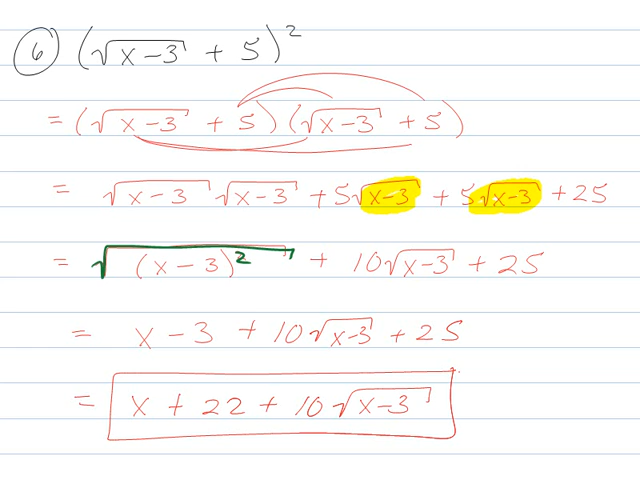 ⑥ (√(x-3) + 5)²
= (√(x-3) + 5)(√(x-3) + 5)
= √(x-3) √(x-3) + 5√(x-3) + 5√(x-3) + 25
= √((x-3)²) + 10√(x-3) + 25
= x - 3 + 10√(x-3) + 25
= x + 22 + 10√(x-3)